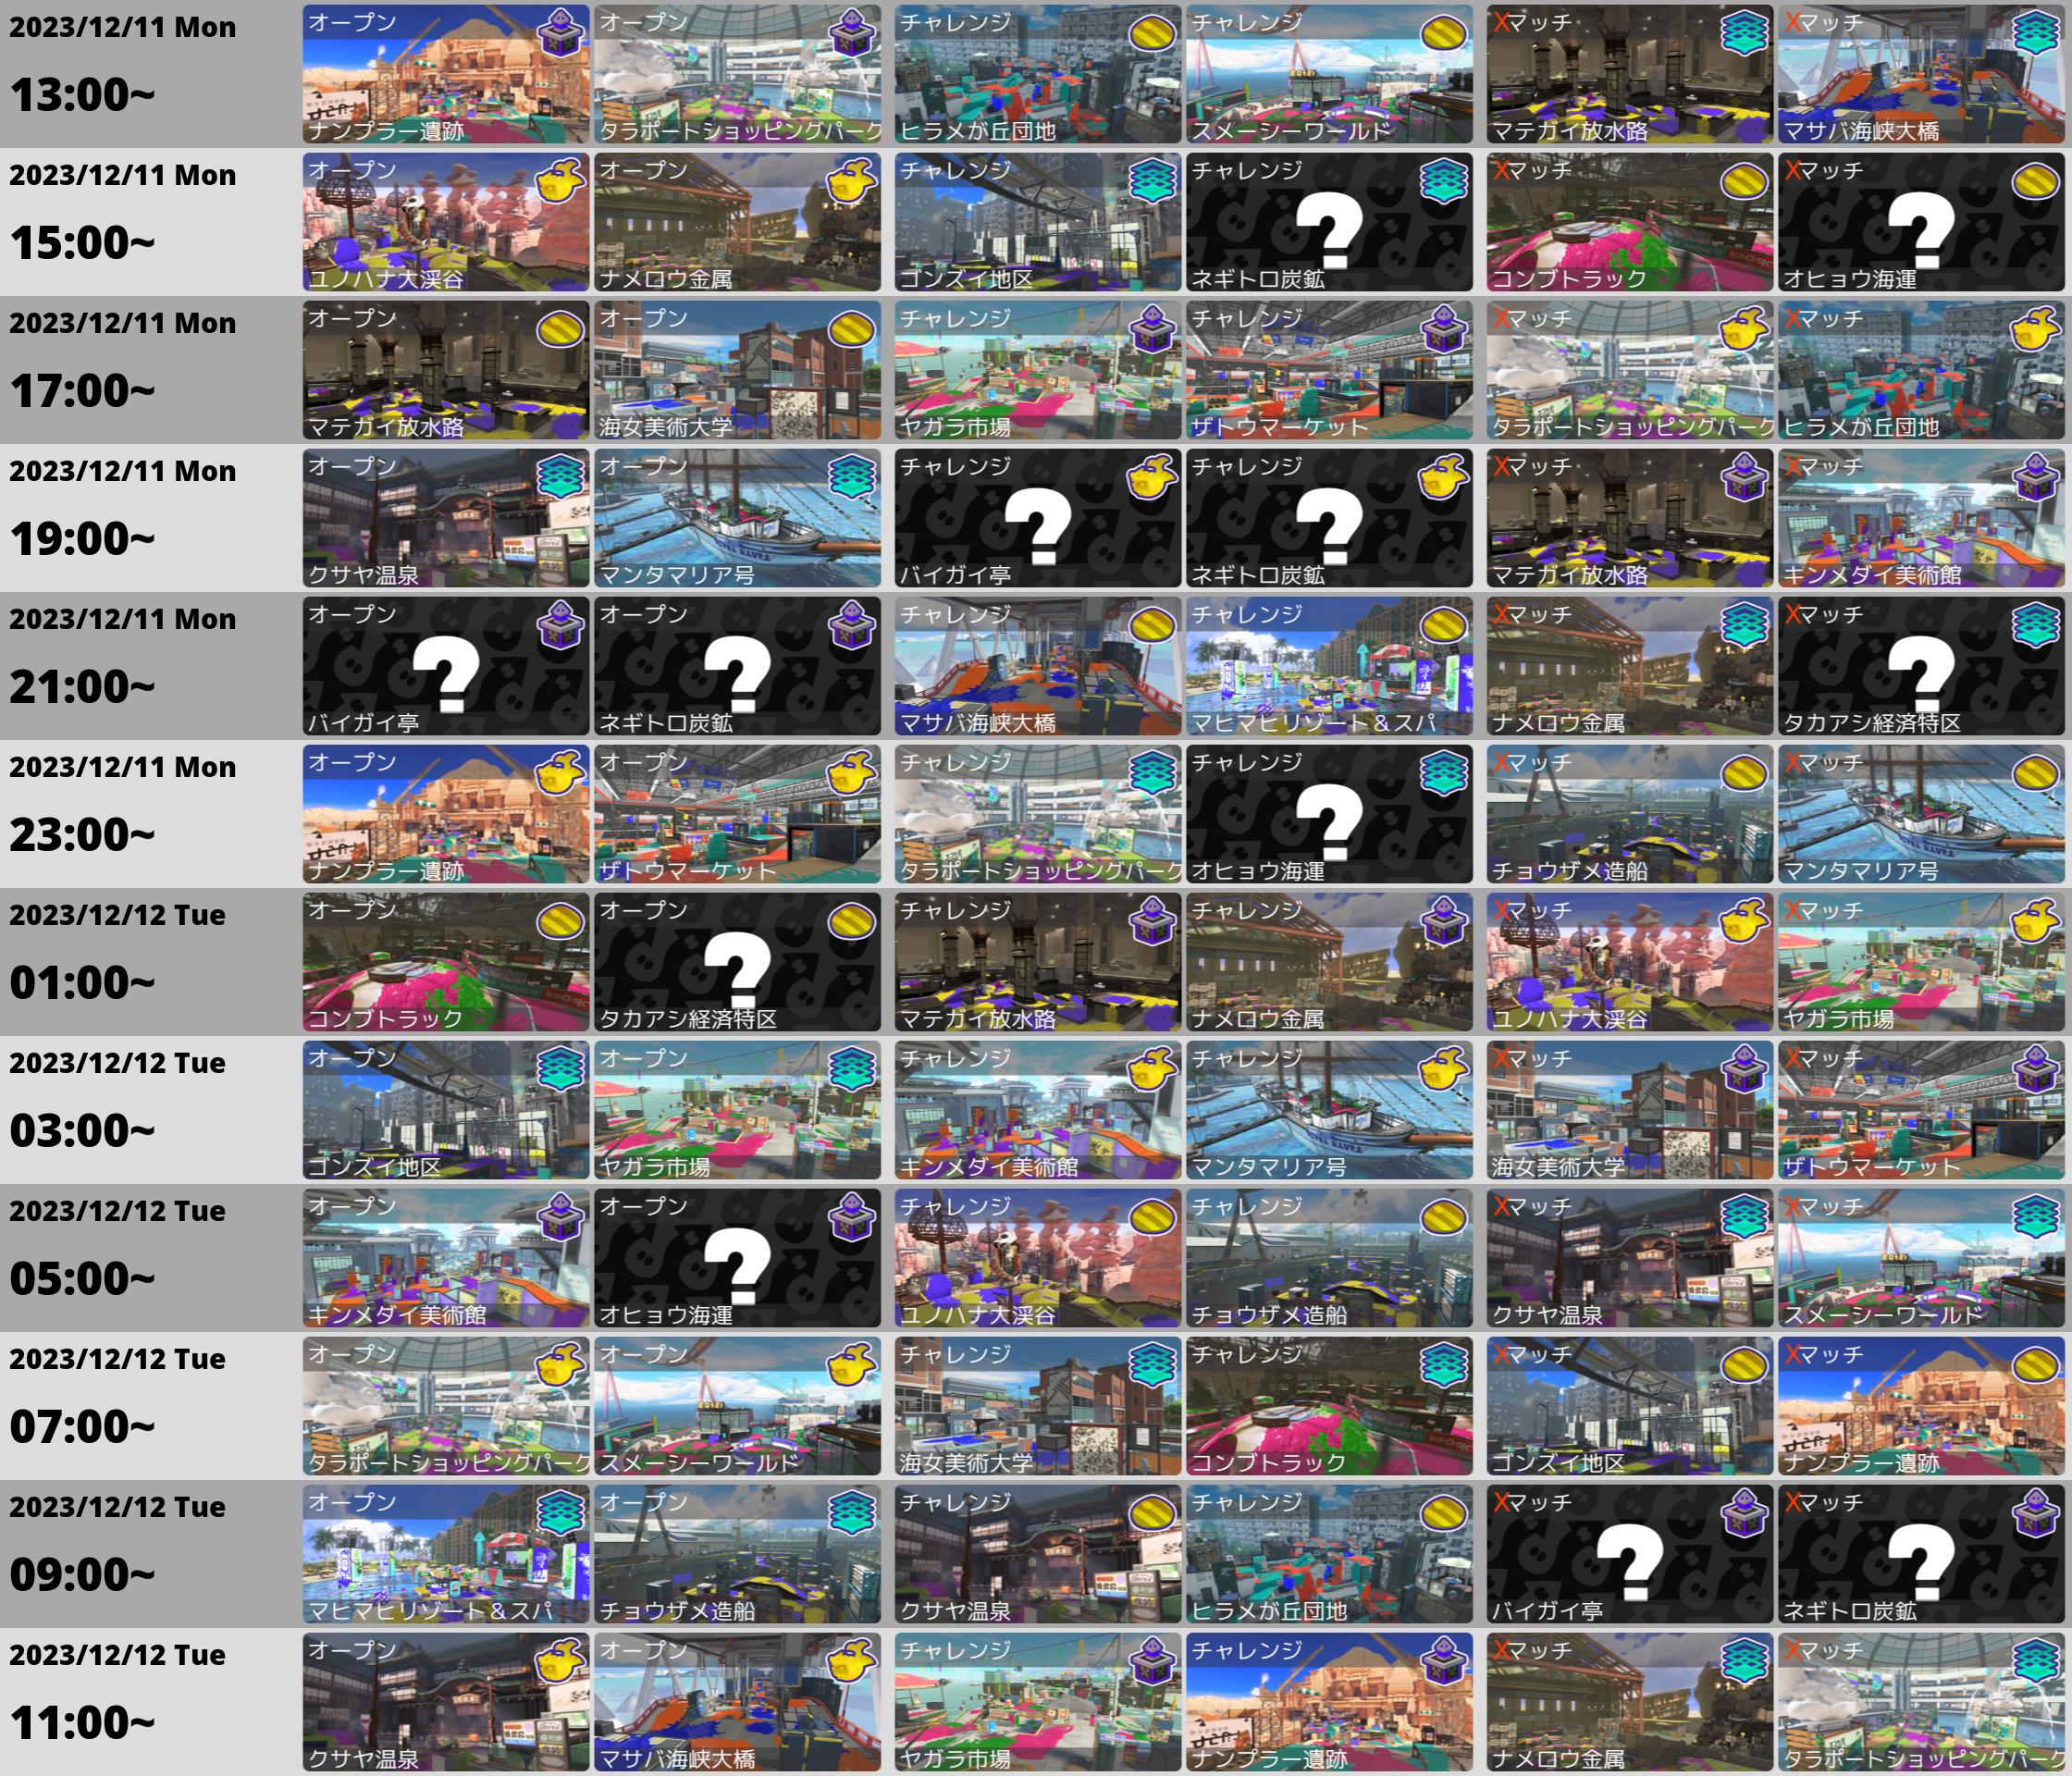 2023/12/11 Mon
13:00~
オープン オープン チャレンジ チャレンジ Xマッチ Xマッチ
ナンプラー遺跡 タラポートショッピングパーク ヒラメが丘団地 スメーシーワールド マテガイ放水路 マサバ海峡大橋
2023/12/11 Mon
15:00~
オープン オープン チャレンジ チャレンジ Xマッチ Xマッチ
ユノハナ大渓谷 ナメロウ金属 ゴンズイ地区 ネギトロ炭鉱 コンブトラック オヒョウ海運
2023/12/11 Mon
17:00~
オープン オープン チャレンジ チャレンジ Xマッチ Xマッチ
マテガイ放水路 海女美術大学 ヤガラ市場 ザトウマーケット タラポートショッピングパーク ヒラメが丘団地
2023/12/11 Mon
19:00~
オープン オープン チャレンジ チャレンジ Xマッチ Xマッチ
クサヤ温泉 マンタマリア号 バイガイ亭 ネギトロ炭鉱 マテガイ放水路 キンメダイ美術館
2023/12/11 Mon
21:00~
オープン オープン チャレンジ チャレンジ Xマッチ Xマッチ
バイガイ亭 ネギトロ炭鉱 マサバ海峡大橋 マヒマヒリゾート＆スパ ナメロウ金属 タカアシ経済特区
2023/12/11 Mon
23:00~
オープン オープン チャレンジ チャレンジ Xマッチ Xマッチ
ナンプラー遺跡 ザトウマーケット タラポートショッピングパーク オヒョウ海運 チョウザメ造船 マンタマリア号
2023/12/12 Tue
01:00~
オープン オープン チャレンジ チャレンジ Xマッチ Xマッチ
コンブトラック タカアシ経済特区 マテガイ放水路 ナメロウ金属 ユノハナ大渓谷 ヤガラ市場
2023/12/12 Tue
03:00~
オープン オープン チャレンジ チャレンジ Xマッチ Xマッチ
ゴンズイ地区 ヤガラ市場 キンメダイ美術館 マンタマリア号 海女美術大学 ザトウマーケット
2023/12/12 Tue
05:00~
オープン オープン チャレンジ チャレンジ Xマッチ Xマッチ
キンメダイ美術館 オヒョウ海運 ユノハナ大渓谷 チョウザメ造船 クサヤ温泉 スメーシーワールド
2023/12/12 Tue
07:00~
オープン オープン チャレンジ チャレンジ Xマッチ Xマッチ
タラポートショッピングパーク スメーシーワールド 海女美術大学 コンブトラック ゴンズイ地区 ナンプラー遺跡
2023/12/12 Tue
09:00~
オープン オープン チャレンジ チャレンジ Xマッチ Xマッチ
マヒマヒリゾート＆スパ チョウザメ造船 クサヤ温泉 ヒラメが丘団地 バイガイ亭 ネギトロ炭鉱
2023/12/12 Tue
11:00~
オープン オープン チャレンジ チャレンジ Xマッチ Xマッチ
クサヤ温泉 マサバ海峡大橋 ヤガラ市場 ナンプラー遺跡 ナメロウ金属 タラポートショッピングパーク